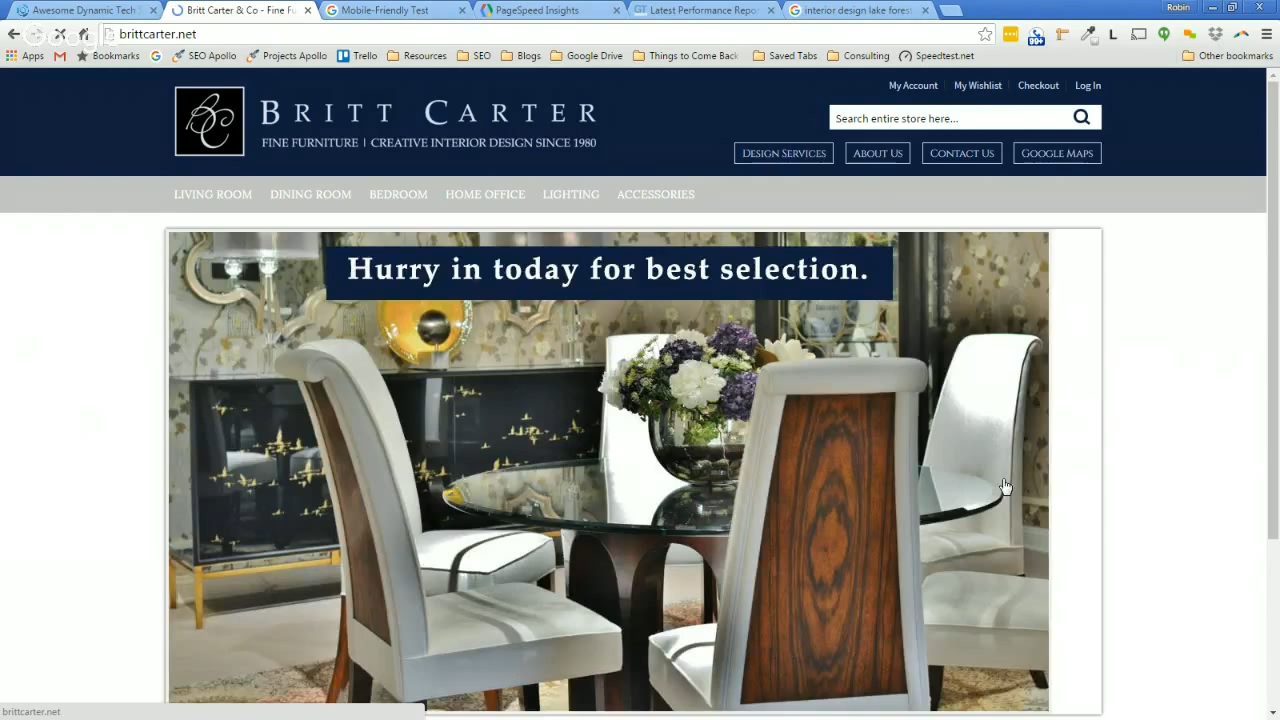 Awesome Dynamic Tech
Britt Carter & Co - Fine Fu
Mobile-Friendly Test
PageSpeed Insights
Latest Performance Repo
interior design lake forest
Robin
brittcarter.net
99+
Apps
Bookmarks
SEO Apollo
Projects Apollo
Trello
Resources
SEO
Blogs
Google Drive
Things to Come Back
Saved Tabs
Consulting
Speedtest.net
Other bookmarks
BC
BRITT CARTER
FINE FURNITURE | CREATIVE INTERIOR DESIGN SINCE 1980
My Account
My Wishlist
Checkout
Log In
Search entire store here...
DESIGN SERVICES
ABOUT US
CONTACT US
GOOGLE MAPS
LIVING ROOM
DINING ROOM
BEDROOM
HOME OFFICE
LIGHTING
ACCESSORIES
Hurry in today for best selection.
brittcarter.net